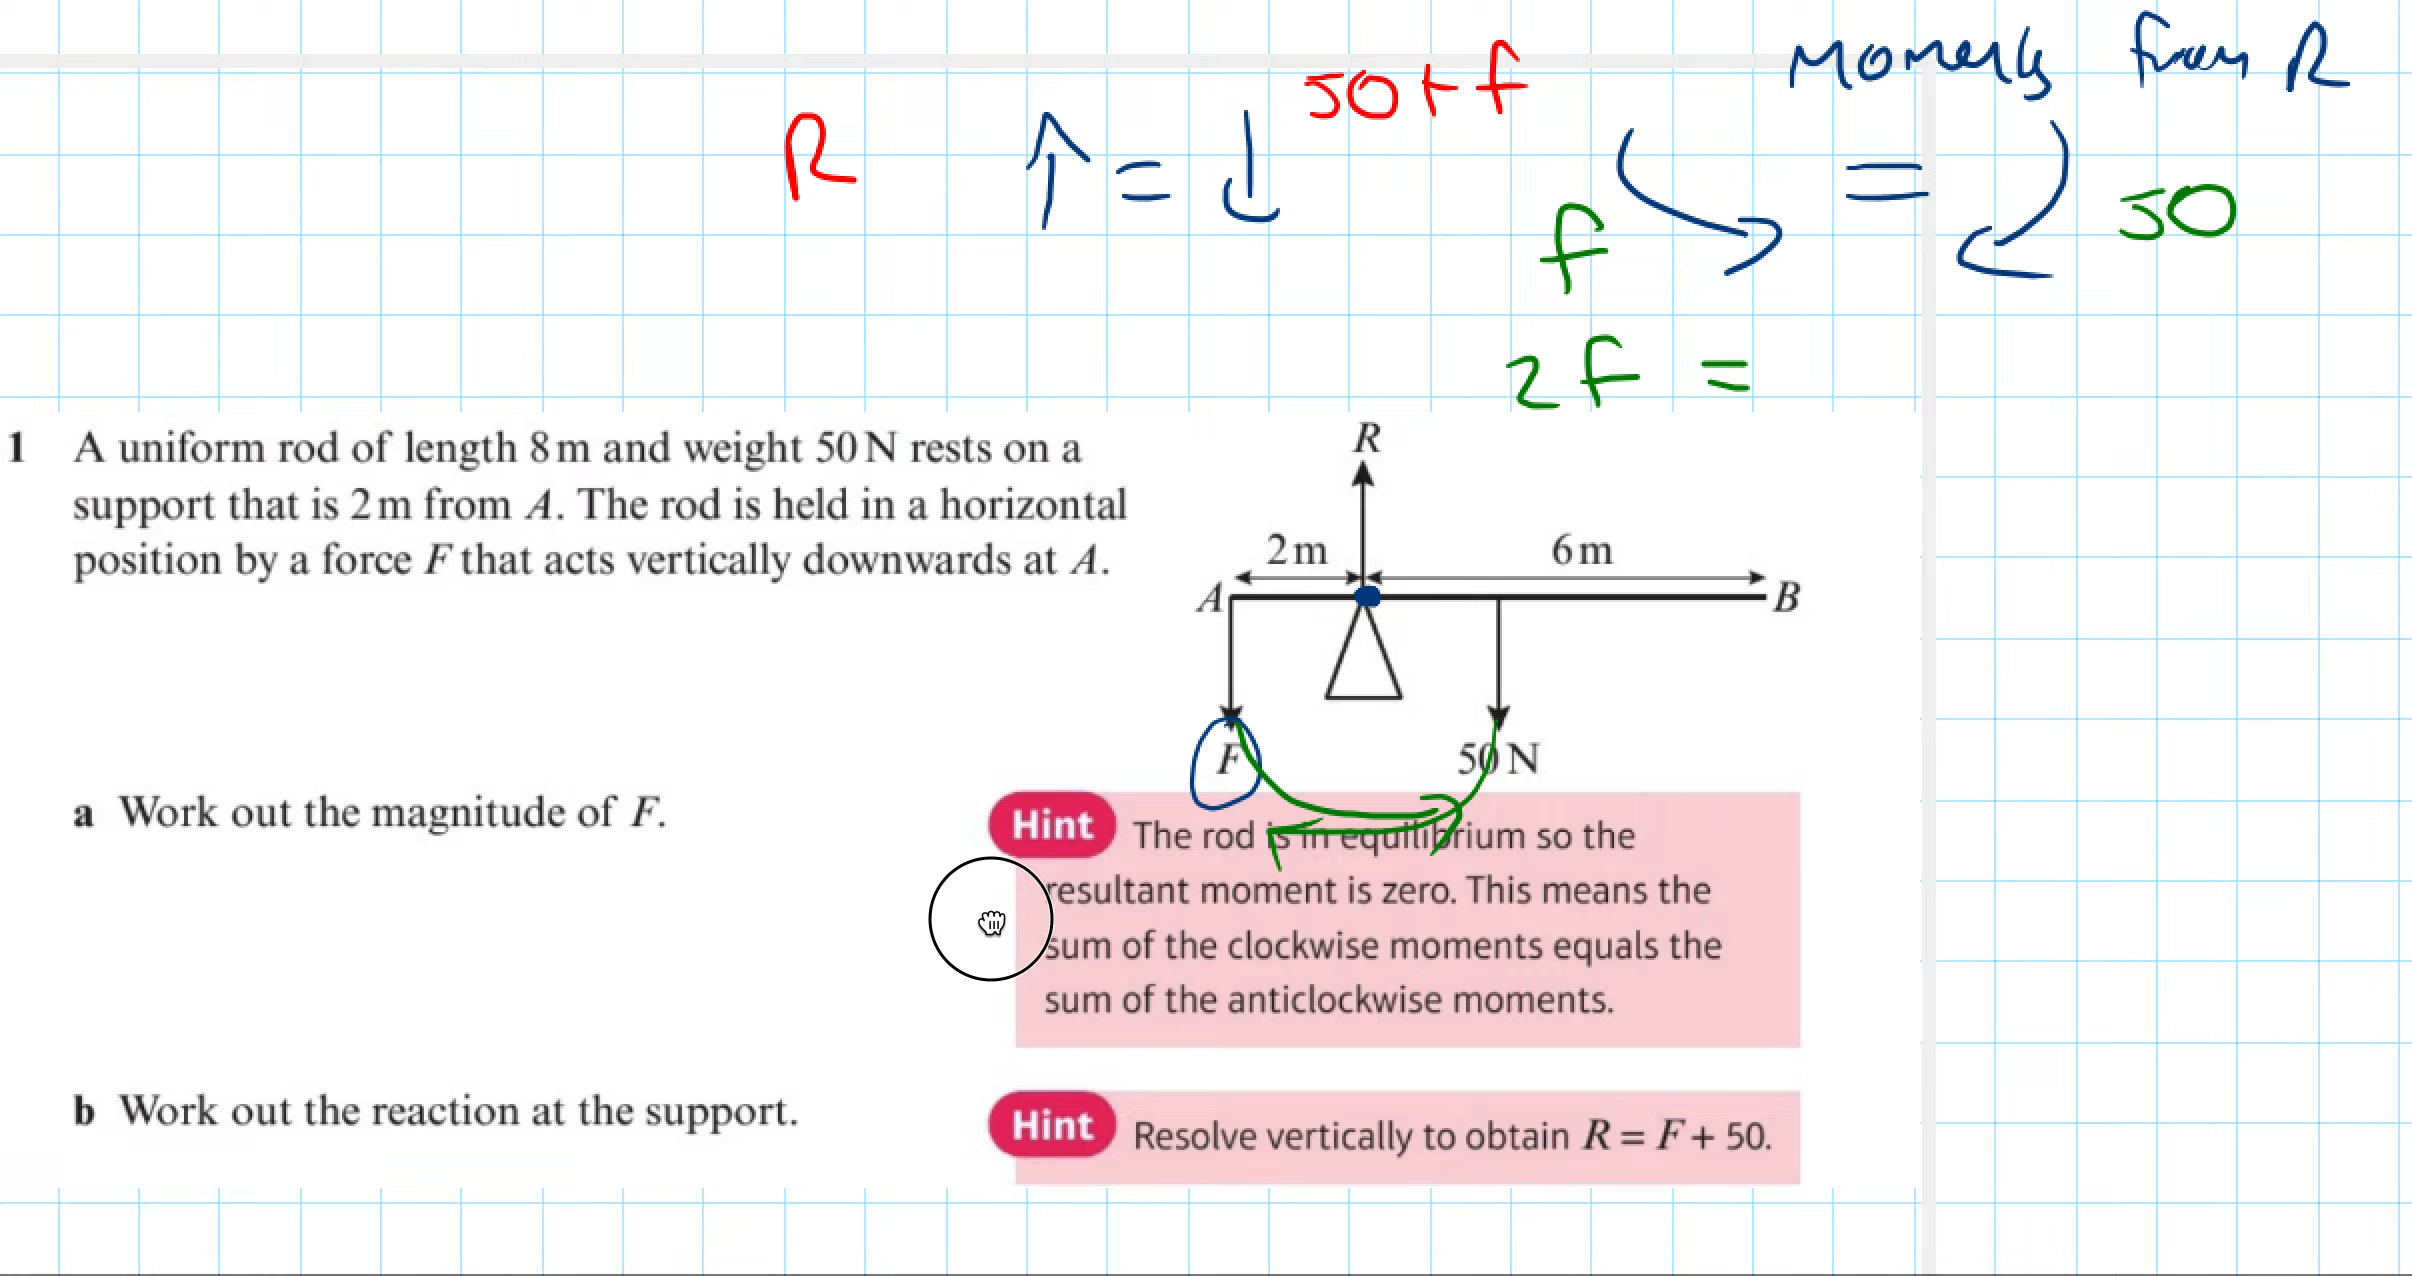 Moments from R
50+f
R ↑ = ↓
f = 50
2F =
1 A uniform rod of length 8 m and weight 50 N rests on a
support that is 2 m from A. The rod is held in a horizontal
position by a force F that acts vertically downwards at A.
R
2 m 6 m
A B
F 50 N
a Work out the magnitude of F.
Hint The rod is in equilibrium so the
resultant moment is zero. This means the
sum of the clockwise moments equals the
sum of the anticlockwise moments.
b Work out the reaction at the support.
Hint Resolve vertically to obtain R = F + 50.